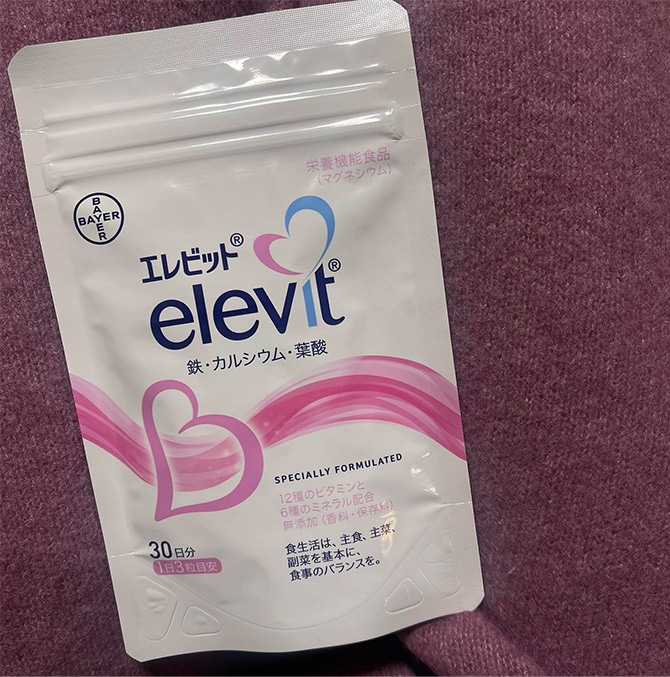 栄養機能食品
(マグネシウム)
BAYER
BAYER
エレビット®
elevit®
鉄・カルシウム・葉酸
SPECIALLY FORMULATED
12種のビタミンと
6種のミネラル配合
無添加(香料・保存料)
30日分
1日3粒目安
食生活は、主食、主菜、
副菜を基本に、
食事のバランスを。